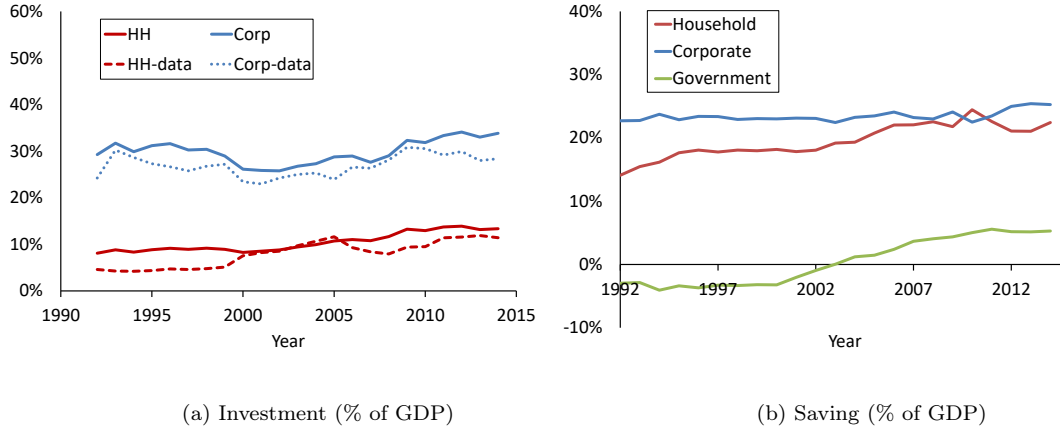 60%
50%
40%
30%
20%
10%
0%
HH
Corp
HH-data
Corp-data
1990
1995
2000
2005
2010
2015
Year
(a) Investment (% of GDP)
40%
30%
20%
10%
0%
-10%
Household
Corporate
Government
1992
1997
2002
2007
2012
Year
(b) Saving (% of GDP)